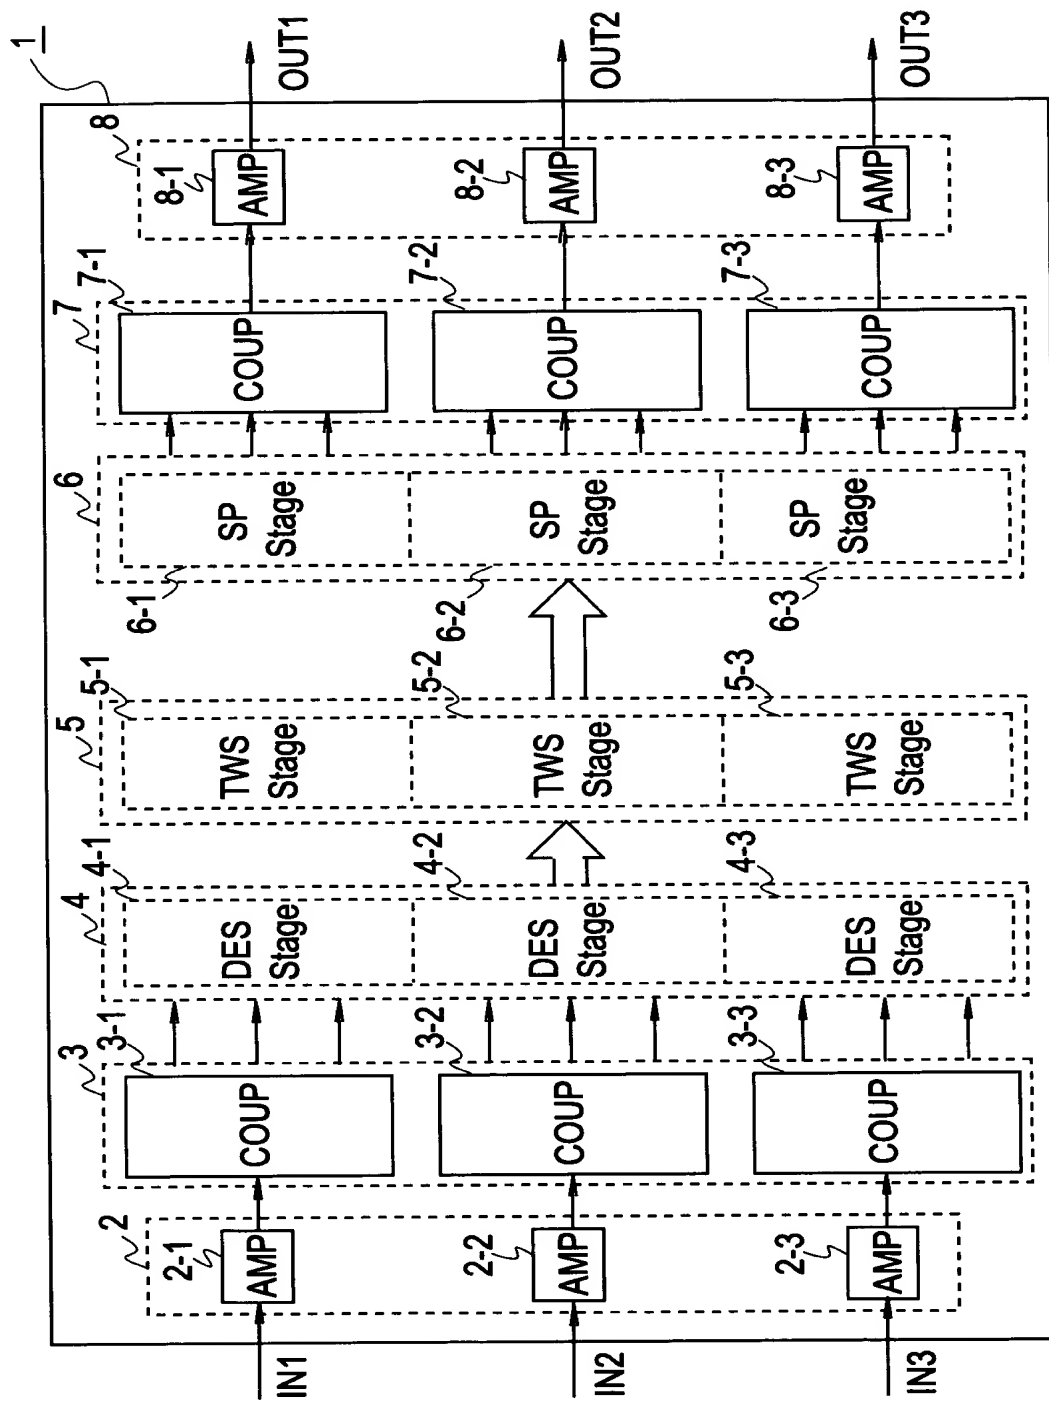 1
IN1
IN2
IN3
2
2-1
AMP
2-2
AMP
2-3
AMP
3
3-1
COUP
3-2
COUP
3-3
COUP
4
4-1
DES
Stage
4-2
DES
Stage
4-3
DES
Stage
5
5-1
TWS
Stage
5-2
TWS
Stage
5-3
TWS
Stage
6
6-1
SP
Stage
6-2
SP
Stage
6-3
SP
Stage
7
7-1
COUP
7-2
COUP
7-3
COUP
8
8-1
AMP
8-2
AMP
8-3
AMP
OUT1
OUT2
OUT3